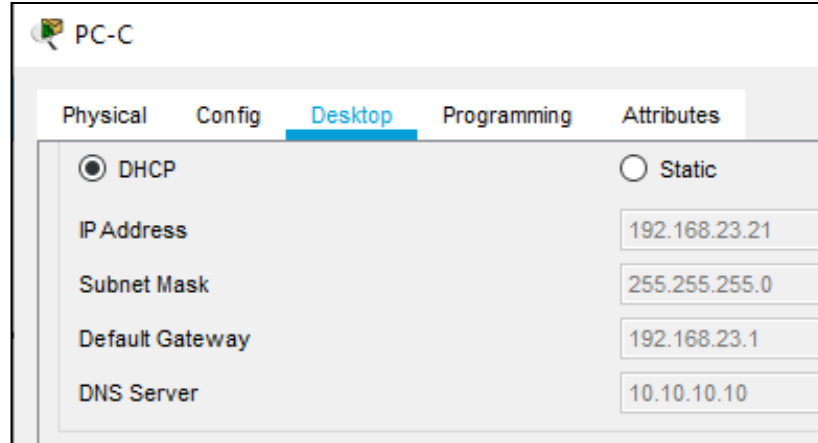 PC-C
Physical Config Desktop Programming Attributes
DHCP Static
IP Address 192.168.23.21
Subnet Mask 255.255.255.0
Default Gateway 192.168.23.1
DNS Server 10.10.10.10